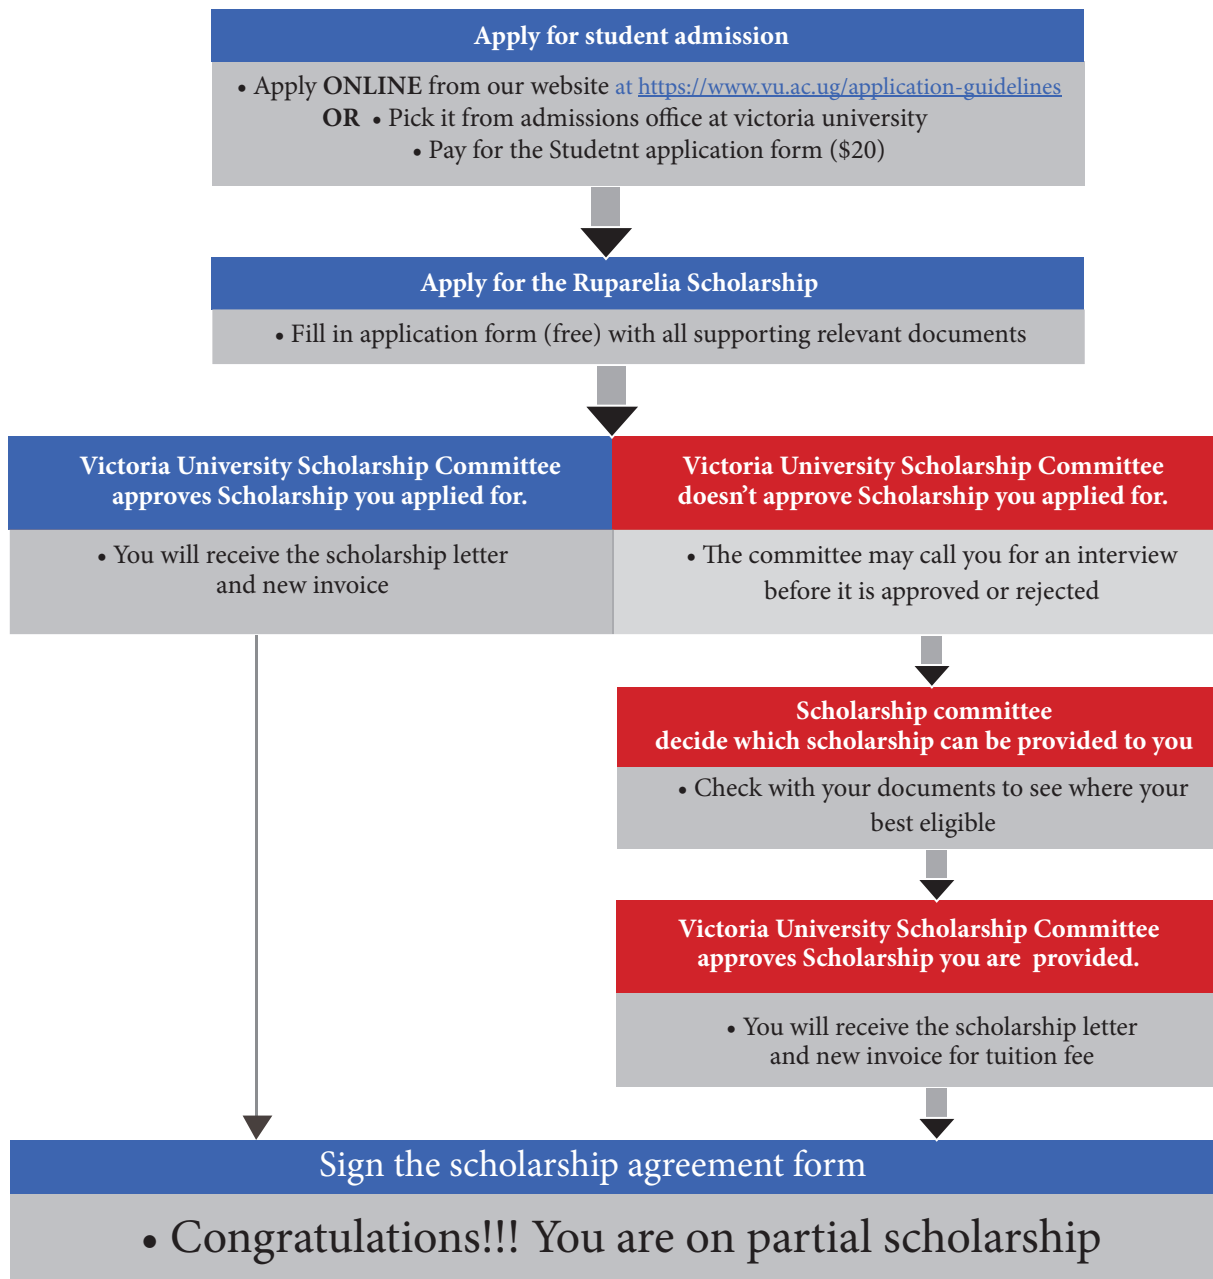 Apply for student admission
• Apply ONLINE from our website at https://www.vu.ac.ug/application-guidelines
OR • Pick it from admissions office at victoria university
• Pay for the Studetnt application form ($20)
Apply for the Ruparelia Scholarship
• Fill in application form (free) with all supporting relevant documents
Victoria University Scholarship Committee
approves Scholarship you applied for.
• You will receive the scholarship letter
and new invoice
Victoria University Scholarship Committee
doesn't approve Scholarship you applied for.
• The committee may call you for an interview
before it is approved or rejected
Scholarship committee
decide which scholarship can be provided to you
• Check with your documents to see where your
best eligible
Victoria University Scholarship Committee
approves Scholarship you are provided.
• You will receive the scholarship letter
and new invoice for tuition fee
Sign the scholarship agreement form
• Congratulations!!! You are on partial scholarship